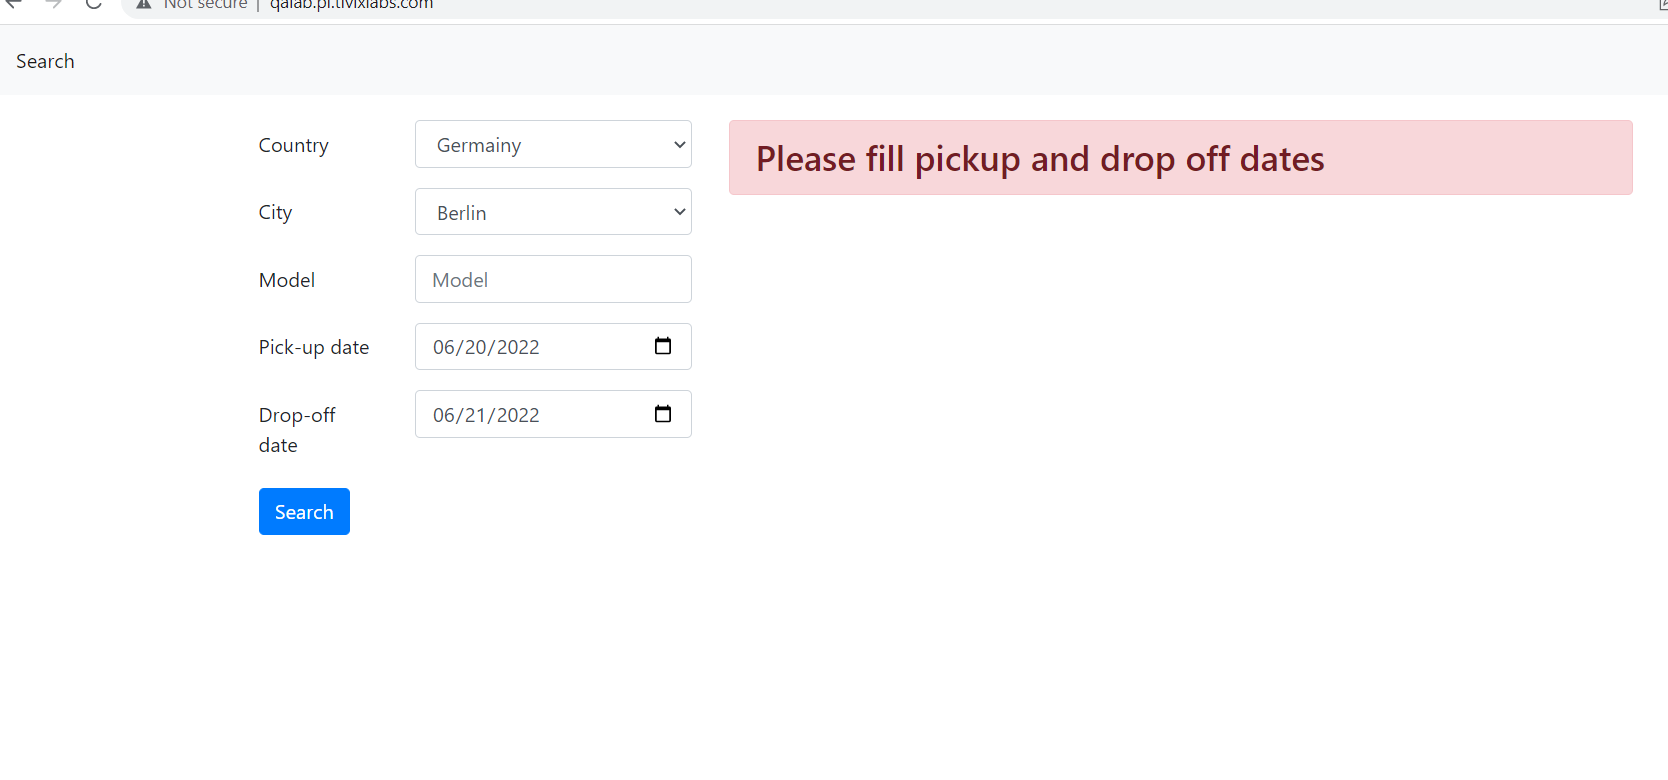 Not secure | qalab.pl.tivixlabs.com
Search
Country
Germainy
Please fill pickup and drop off dates
City
Berlin
Model
Model
Pick-up date
06/20/2022
Drop-off
date
06/21/2022
Search